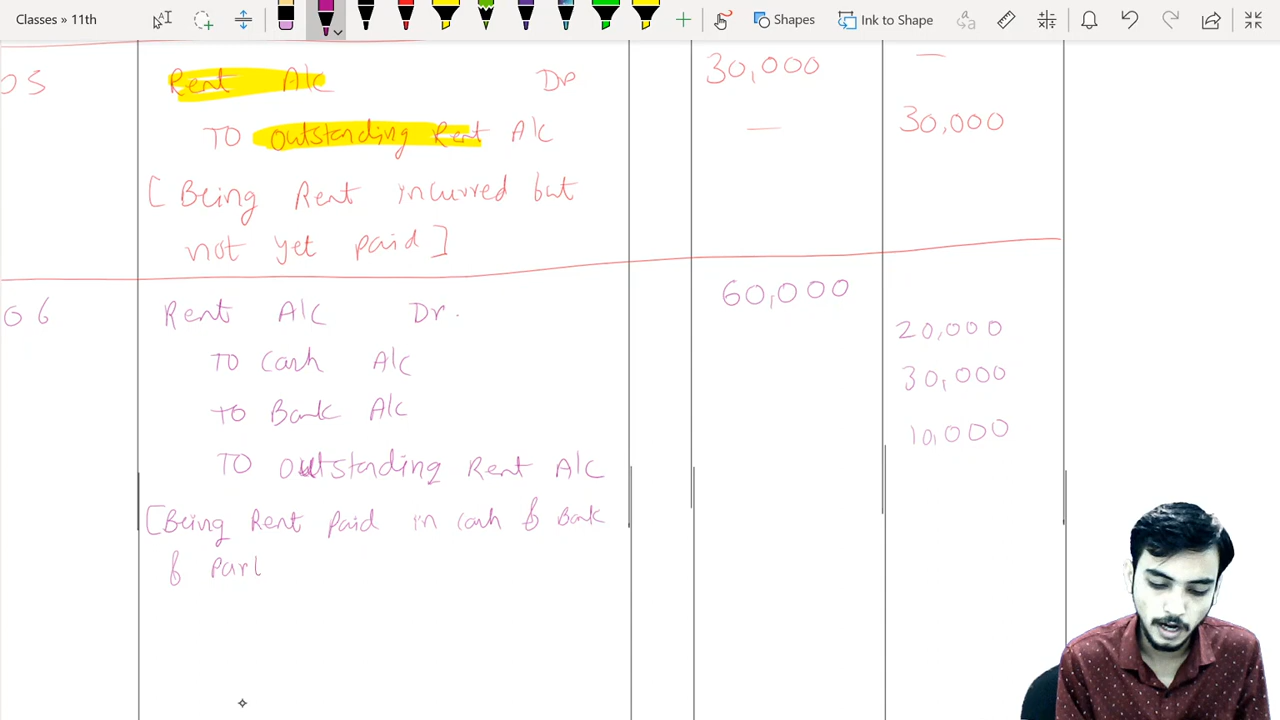 Classes » 11th
Shapes
Ink to Shape
05 Rent A/c Dr 30,000 —
TO outstanding Rent A/c — 30,000
[Being Rent incurred but
not yet paid]
06 Rent A/c Dr. 60,000
TO Cash A/c 20,000
TO Bank A/c 30,000
TO outstanding Rent A/c 10,000
[Being Rent Paid in cash & Bank
& Part